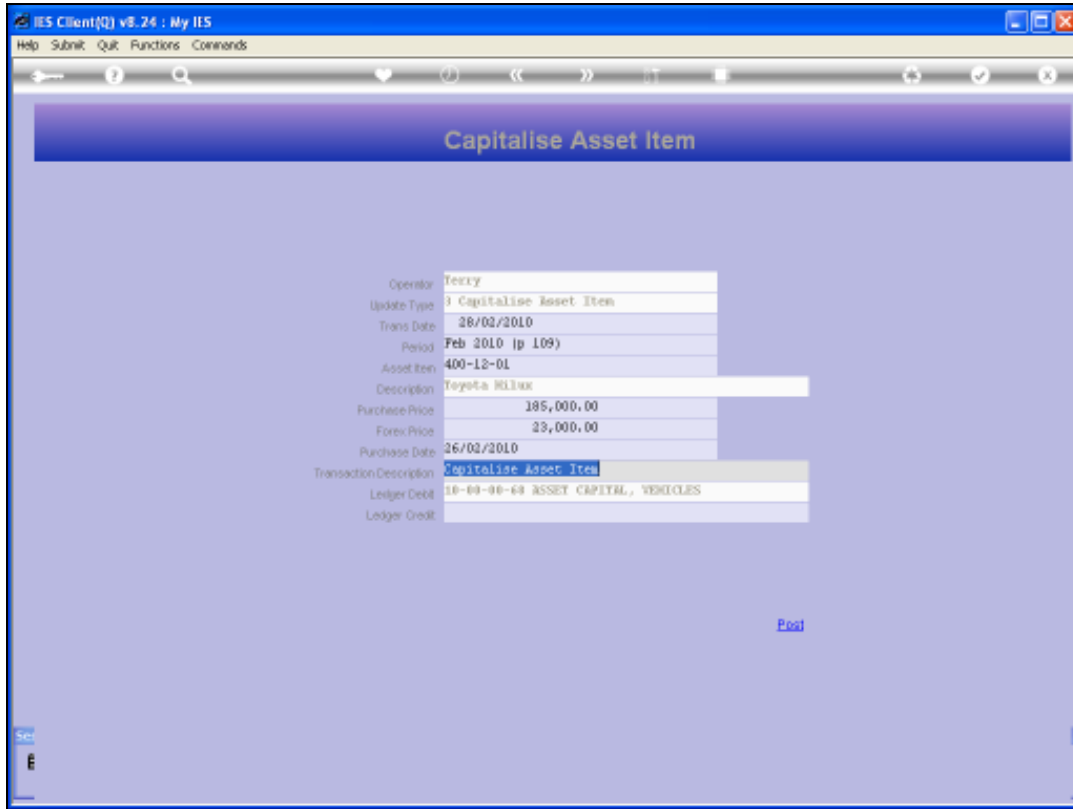 IES Client(Q) v8.24 : My IES
Help Submit Quit Functions Commands
Capitalise Asset Item
Operator Terry
Update Type 3 Capitalise Asset Item
Trans Date 28/02/2010
Period Feb 2010 (p 109)
Asset Item 400-12-01
Description Toyota Hilux
Purchase Price 185,000.00
Forex Price 23,000.00
Purchase Date 26/02/2010
Transaction Description Capitalise Asset Item
Ledger Debit 10-00-00-60 ASSET CAPITAL, VEHICLES
Ledger Credit
Post
Ses